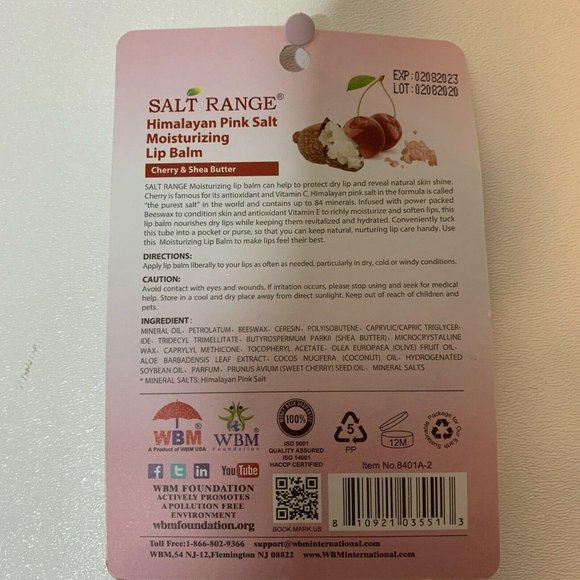 EXP: 02082023
LOT: 02082020
SALT RANGE®
Himalayan Pink Salt
Moisturizing
Lip Balm
Cherry & Shea Butter
SALT RANGE Moisturizing lip balm can help to protect dry lip and reveal natural skin shine.
Cherry is famous for its antioxidant and Vitamin C. Himalayan pink salt in the formula is called
"the purest salt" in the world and contains up to 84 minerals. Infused with power packed
Beeswax to condition skin and antioxidant Vitamin E to richly moisturize and soften lips, this
lip balm nourishes dry lips while keeping them revitalized and hydrated. Conveniently tuck
this tube into a pocket or purse, so that you can keep natural, nurturing lip care handy. Use
this Moisturizing Lip Balm to make lips feel their best.
DIRECTIONS:
Apply lip balm liberally to your lips as often as needed, particularly in dry, cold or windy conditions.
CAUTION:
Avoid contact with eyes and wounds. If irritation occurs, please stop using and seek for medical
help. Store in a cool and dry place away from direct sunlight. Keep out of reach of children and
pets.
INGREDIENT:
MINERAL OIL、PETROLATUM、BEESWAX、CERESIN、POLYISOBUTENE、CAPRYLIC/CAPRIC TRIGLYCER-
IDE、TRIDECYL TRIMELLITATE、BUTYROSPERMUM PARKII (SHEA BUTTER)、MICROCRYSTALLINE
WAX、CAPRYLYL METHICONE、TOCOPHERYL ACETATE、OLEA EUROPAEA (OLIVE) FRUIT OIL、
ALOE BARBADENSIS LEAF EXTRACT、COCOS NUCIFERA (COCONUT) OIL、HYDROGENATED
SOYBEAN OIL、PARFUM、PRUNUS AVIUM (SWEET CHERRY) SEED OIL、MINERAL SALTS
* MINERAL SALTS: Himalayan Pink Salt
WBM®
A Product of WBM USA
WBM
Foundation
100%
ISO 9001
QUALITY ASSURED
ISO 14001
HACCP CERTIFIED
5
PP
12M
Sustainable Package for the Earth
f t in You Tube
Item No.8401A-2
WBM FOUNDATION
ACTIVELY PROMOTES
A POLLUTION FREE
ENVIRONMENT
wbmfoundation.org
BOOK MARK US
8 10921 03551 3
Toll Free:1-866-802-9366 support@wbminternational.com
WBM,54 NJ-12,Flemington NJ 08822 www.WBMinternational.com